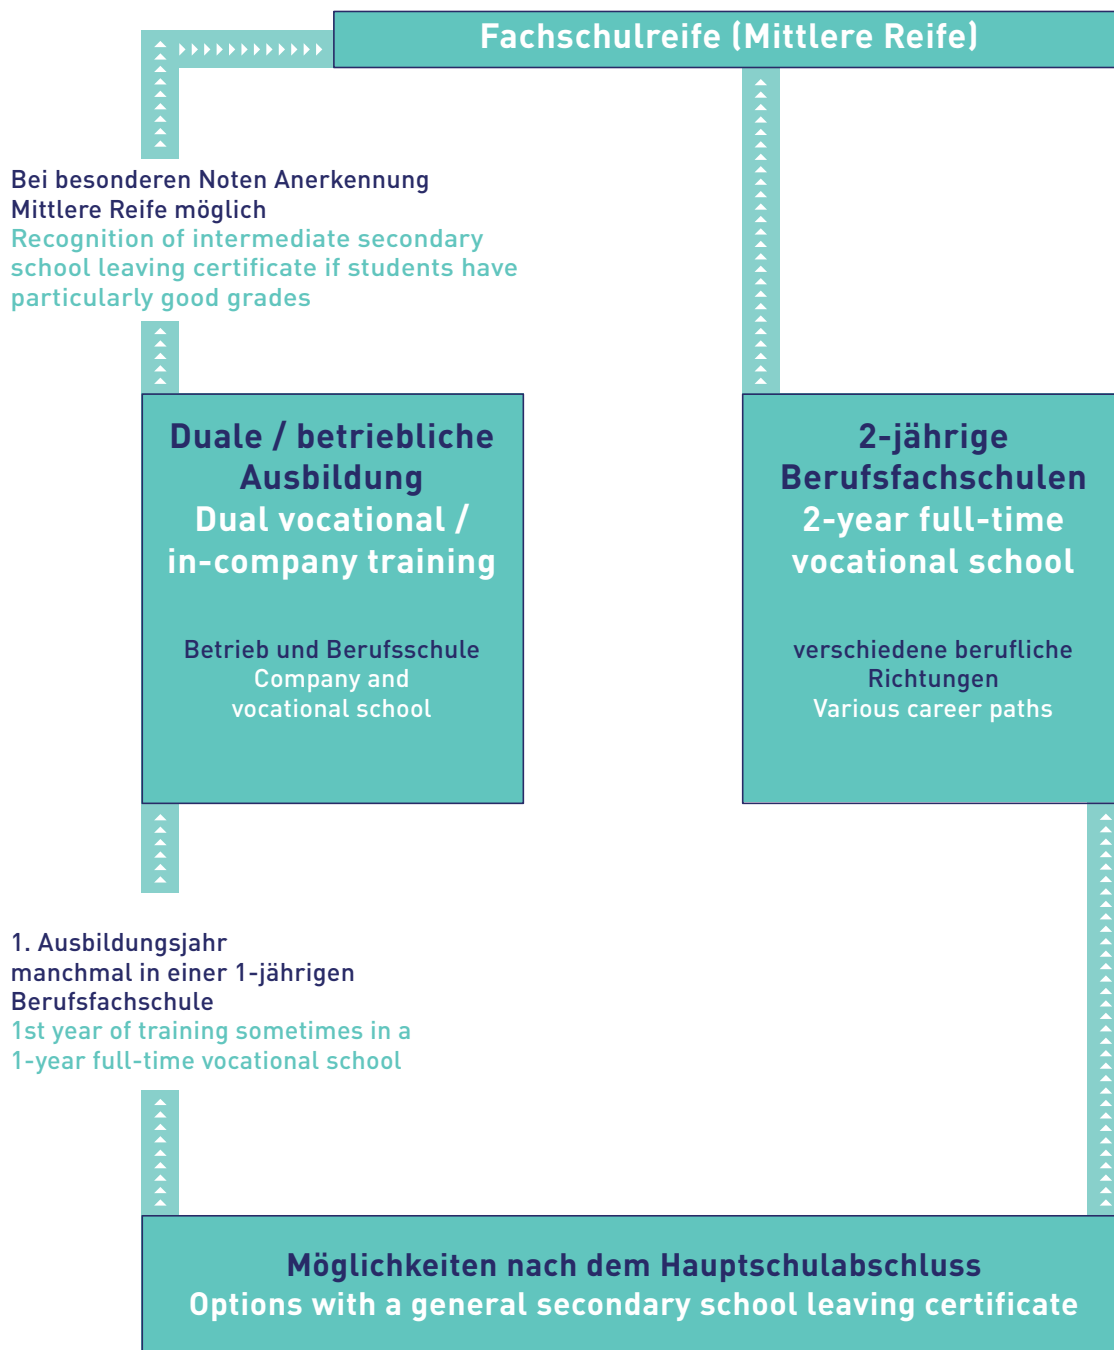 Fachschulreife (Mittlere Reife)
Bei besonderen Noten Anerkennung
Mittlere Reife möglich
Recognition of intermediate secondary
school leaving certificate if students have
particularly good grades
Duale / betriebliche
Ausbildung
Dual vocational /
in-company training
Betrieb und Berufsschule
Company and
vocational school
2-jährige
Berufsfachschulen
2-year full-time
vocational school
verschiedene berufliche
Richtungen
Various career paths
1. Ausbildungsjahr
manchmal in einer 1-jährigen
Berufsfachschule
1st year of training sometimes in a
1-year full-time vocational school
Möglichkeiten nach dem Hauptschulabschluss
Options with a general secondary school leaving certificate